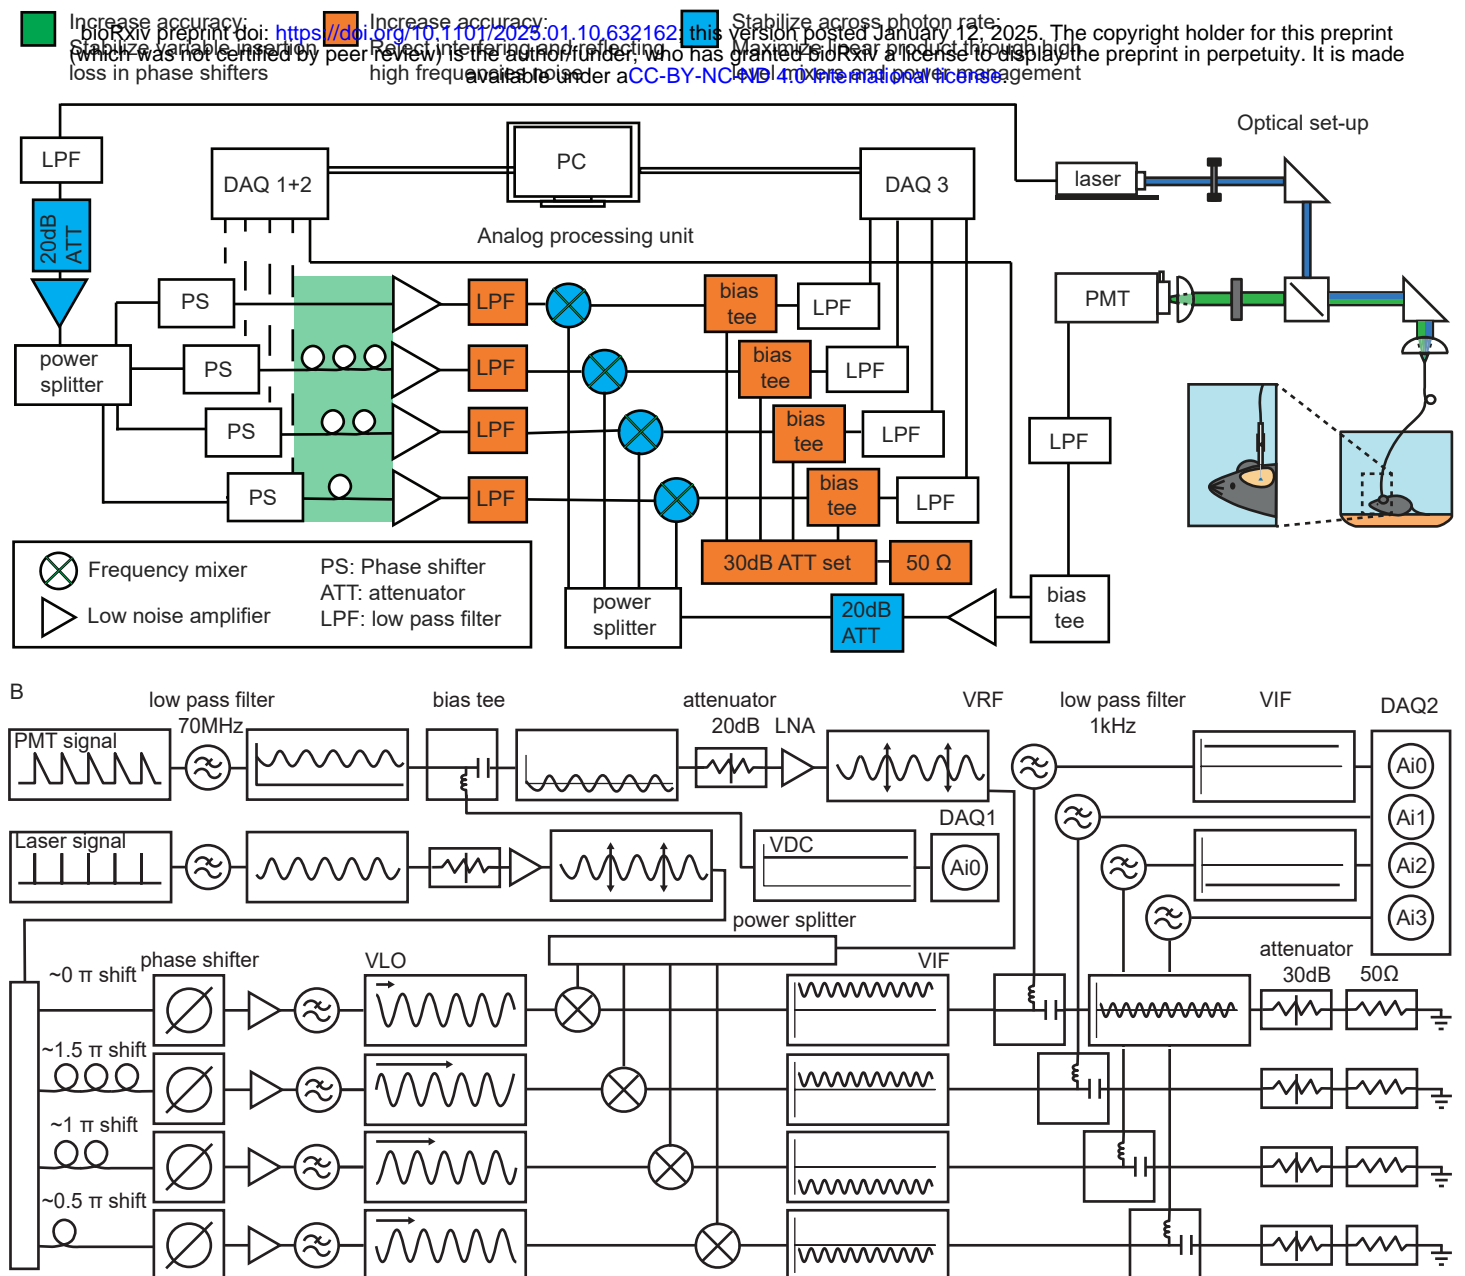 Increase accuracy:
Stabilize variable insertion
loss in phase shifters
Increase accuracy:
Reject interfering and reflecting
high frequencies noise
Stabilize across photon rate:
Maximize linear product through high
level mixers and power management
bioRxiv preprint doi: https://doi.org/10.1101/2025.01.10.632162; this version posted January 12, 2025. The copyright holder for this preprint
(which was not certified by peer review) is the author/funder, who has granted bioRxiv a license to display the preprint in perpetuity. It is made
available under aCC-BY-NC-ND 4.0 International license.
Optical set-up
LPF
DAQ 1+2
PC
DAQ 3
laser
20dB
ATT
Analog processing unit
PS
LPF
bias
tee
LPF
PMT
power
splitter
PS
LPF
bias
tee
LPF
PS
LPF
bias
tee
LPF
LPF
PS
LPF
bias
tee
LPF
30dB ATT set
50 Ω
Frequency mixer
Low noise amplifier
PS: Phase shifter
ATT: attenuator
LPF: low pass filter
power
splitter
20dB
ATT
bias
tee
B
low pass filter
70MHz
bias tee
attenuator
20dB
LNA
VRF
low pass filter
1kHz
VIF
DAQ2
PMT signal
Ai0
Ai1
Ai2
Ai3
Laser signal
VDC
DAQ1
Ai0
power splitter
~0 π shift
phase shifter
VLO
VIF
attenuator
30dB
50Ω
~1.5 π shift
~1 π shift
~0.5 π shift